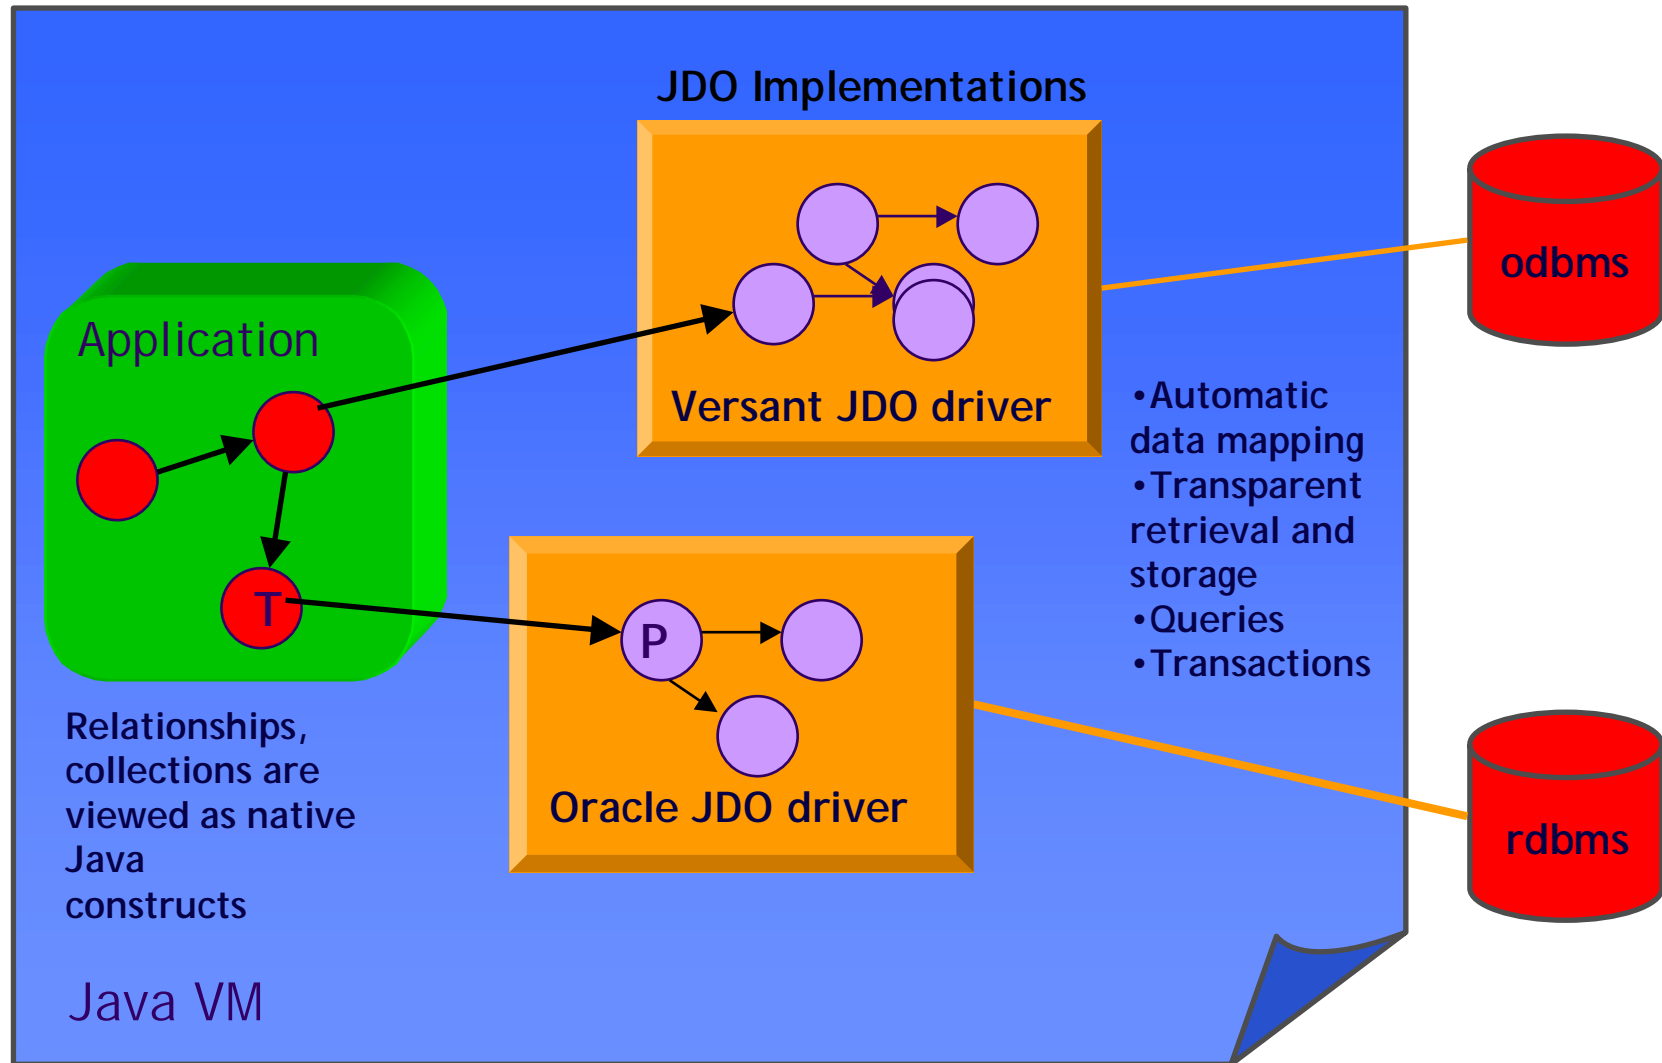 JDO Implementations
Application
T
Versant JDO driver
odbms
•Automatic
data mapping
•Transparent
retrieval and
storage
•Queries
•Transactions
P
Oracle JDO driver
rdbms
Relationships,
collections are
viewed as native
Java
constructs
Java VM